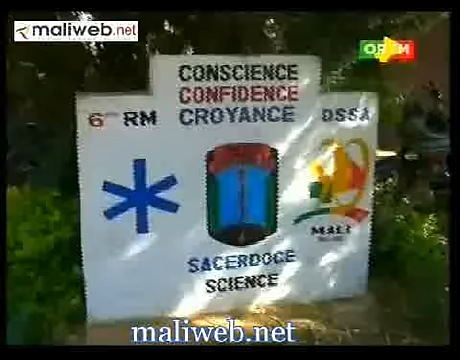 maliweb.net
ORTM
CONSCIENCE
CONFIDENCE
6ème RM CROYANCE DSSA
MALI
SACERDOCE
SCIENCE
maliweb.net